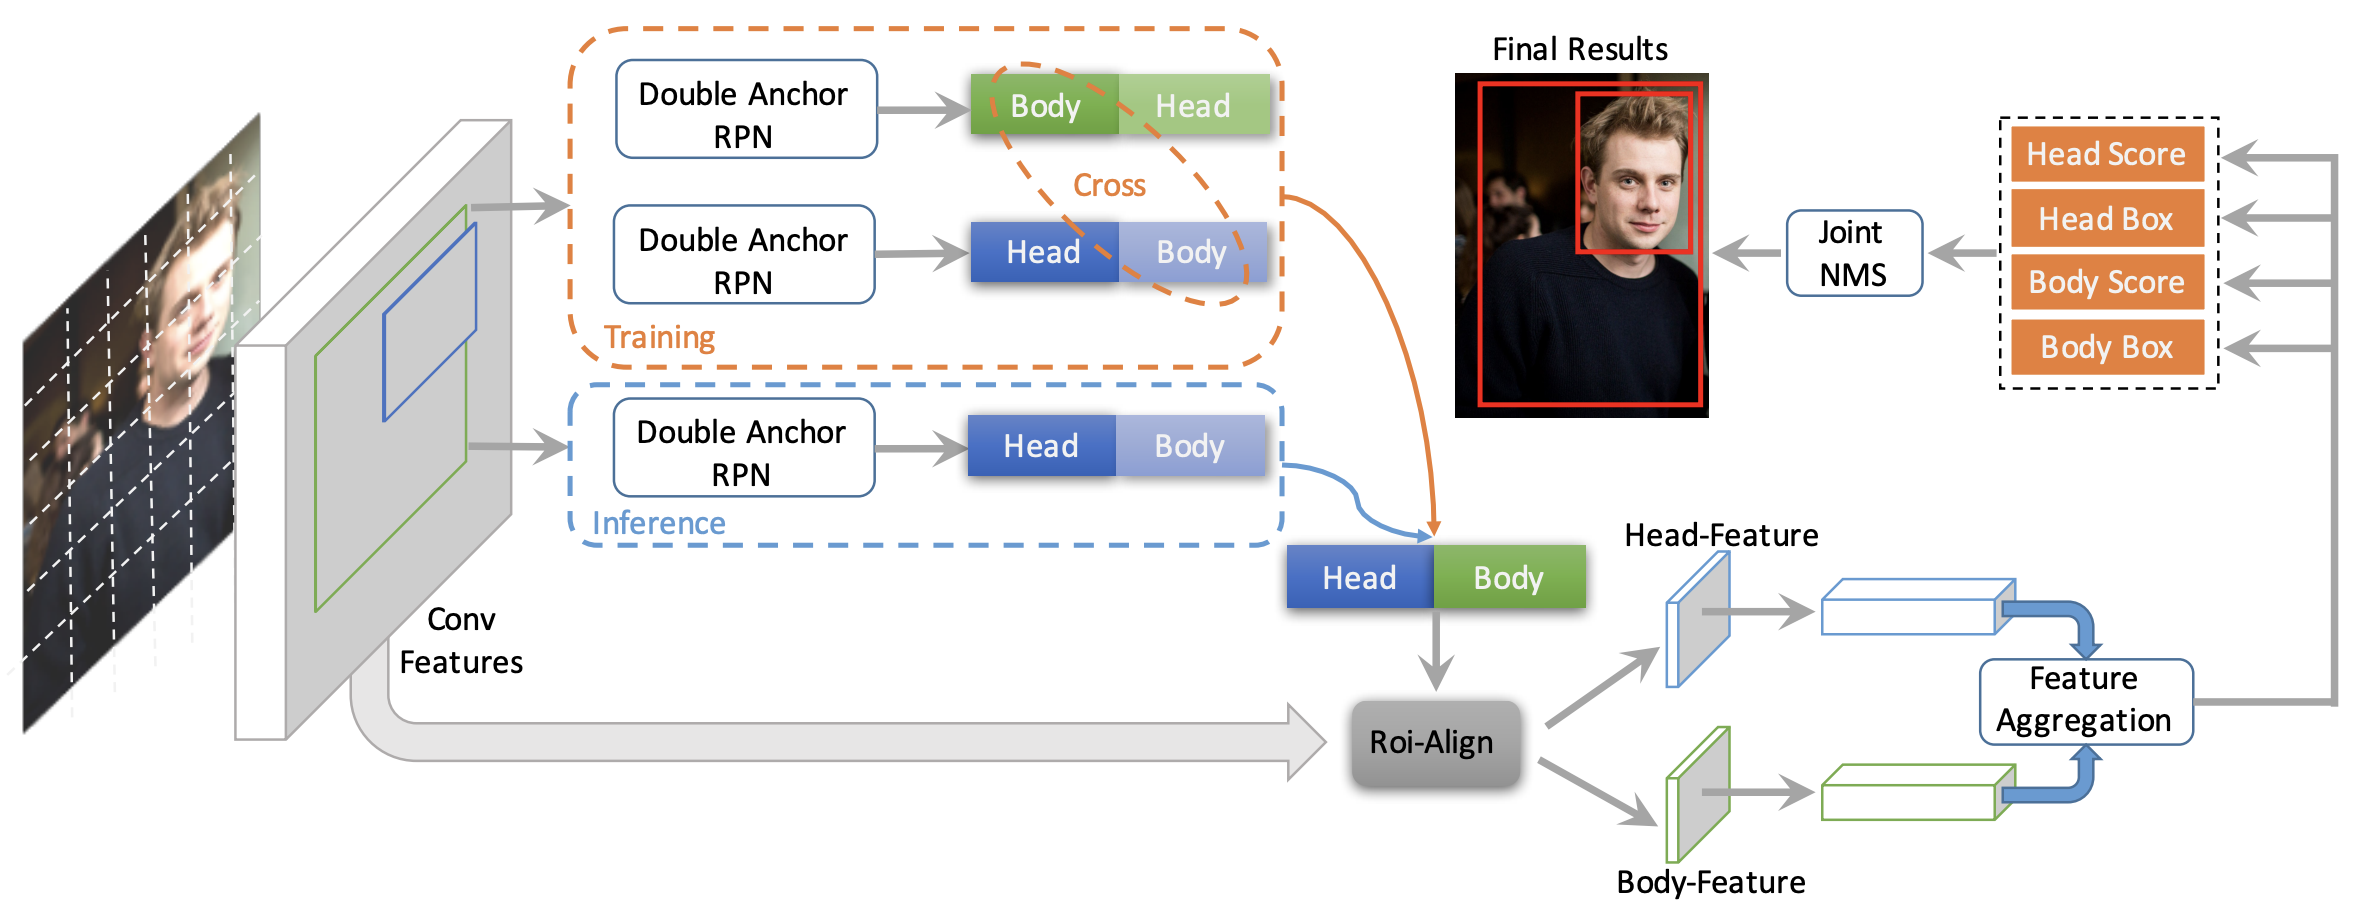 Double Anchor
RPN
Body
Head
Cross
Double Anchor
RPN
Head
Body
Training
Double Anchor
RPN
Head
Body
Inference
Conv
Features
Head
Body
Roi-Align
Head-Feature
Body-Feature
Feature
Aggregation
Head Score
Head Box
Body Score
Body Box
Joint
NMS
Final Results